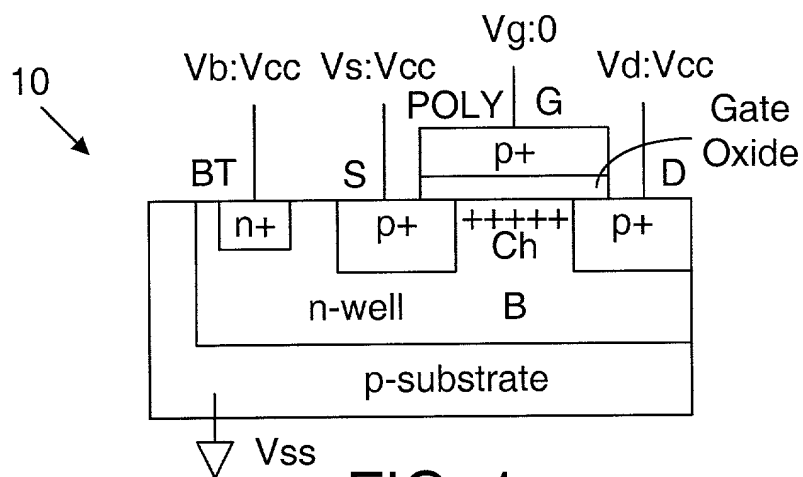 10
Vb:Vcc
Vs:Vcc
Vg:0
Vd:Vcc
POLY
G
Gate
Oxide
BT
S
p+
D
n+
p+
+++++
Ch
p+
n-well
B
p-substrate
Vss